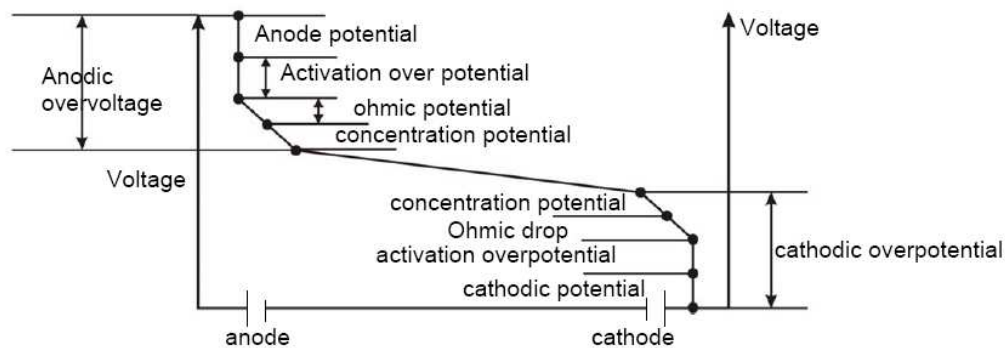 Anode potential
Activation over potential
Anodic
overvoltage
ohmic potential
concentration potential
Voltage
Voltage
concentration potential
Ohmic drop
activation overpotential
cathodic potential
cathodic overpotential
anode
cathode